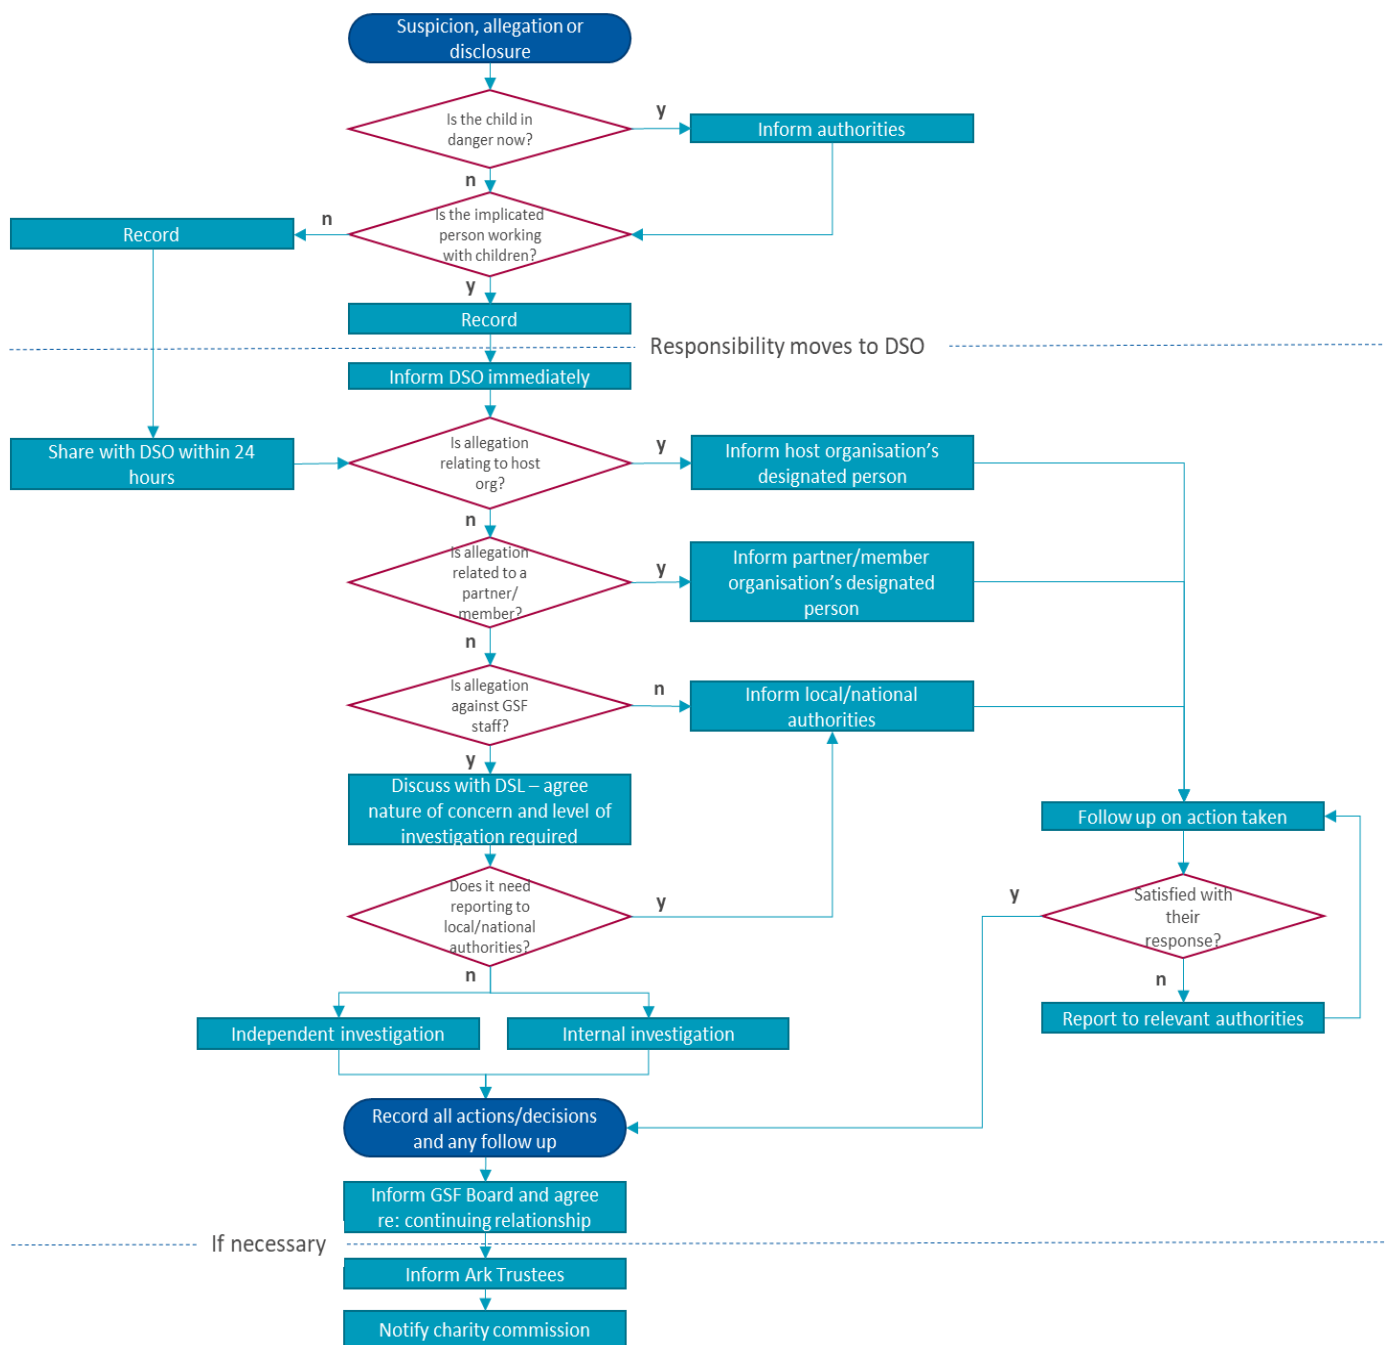 Suspicion, allegation or
disclosure
Is the child in
danger now?
y
Inform authorities
n
Is the implicated
person working
with children?
n
Record
y
Record
Responsibility moves to DSO
Inform DSO immediately
Share with DSO within 24
hours
Is allegation
relating to host
org?
y
Inform host organisation’s
designated person
n
Is allegation
related to a
partner/
member?
y
Inform partner/member
organisation’s designated
person
n
Is allegation
against GSF
staff?
n
Inform local/national
authorities
y
Discuss with DSL – agree
nature of concern and level of
investigation required
Follow up on action taken
Does it need
reporting to
local/national
authorities?
y
y
Satisfied with
their
response?
n
n
Report to relevant authorities
Independent investigation
Internal investigation
Record all actions/decisions
and any follow up
Inform GSF Board and agree
re: continuing relationship
If necessary
Inform Ark Trustees
Notify charity commission